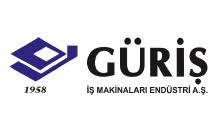 GÜRİŞ
1958
İŞ MAKİNALARI ENDÜSTRİ A.Ş.